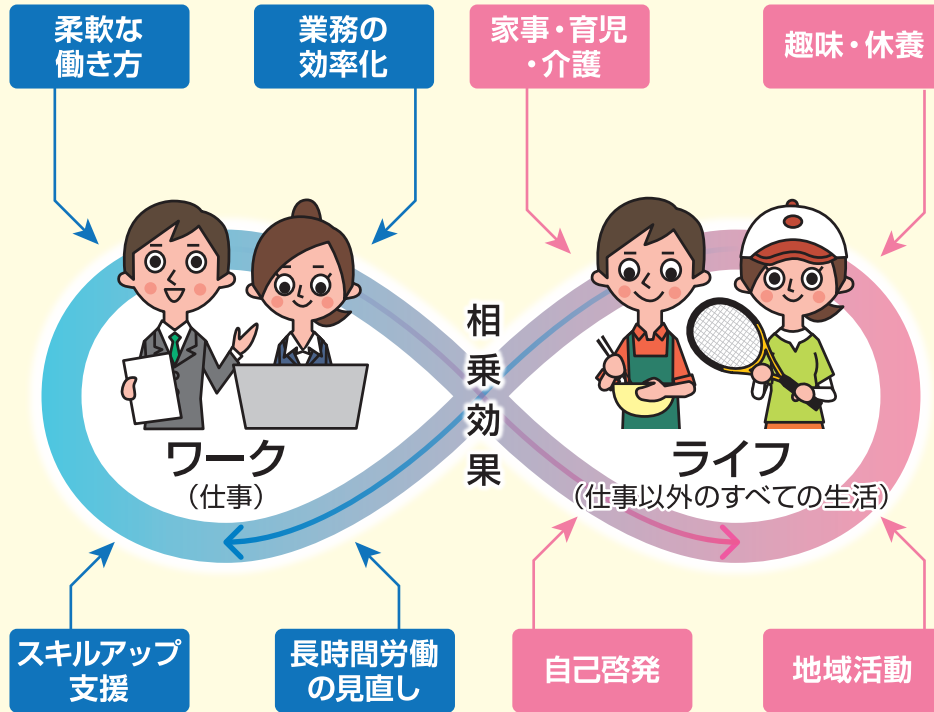 柔軟な
働き方
業務の
効率化
家事・育児
・介護
趣味・休養
相乗効果
ワーク
（仕事）
ライフ
（仕事以外のすべての生活）
スキルアップ
支援
長時間労働
の見直し
自己啓発
地域活動